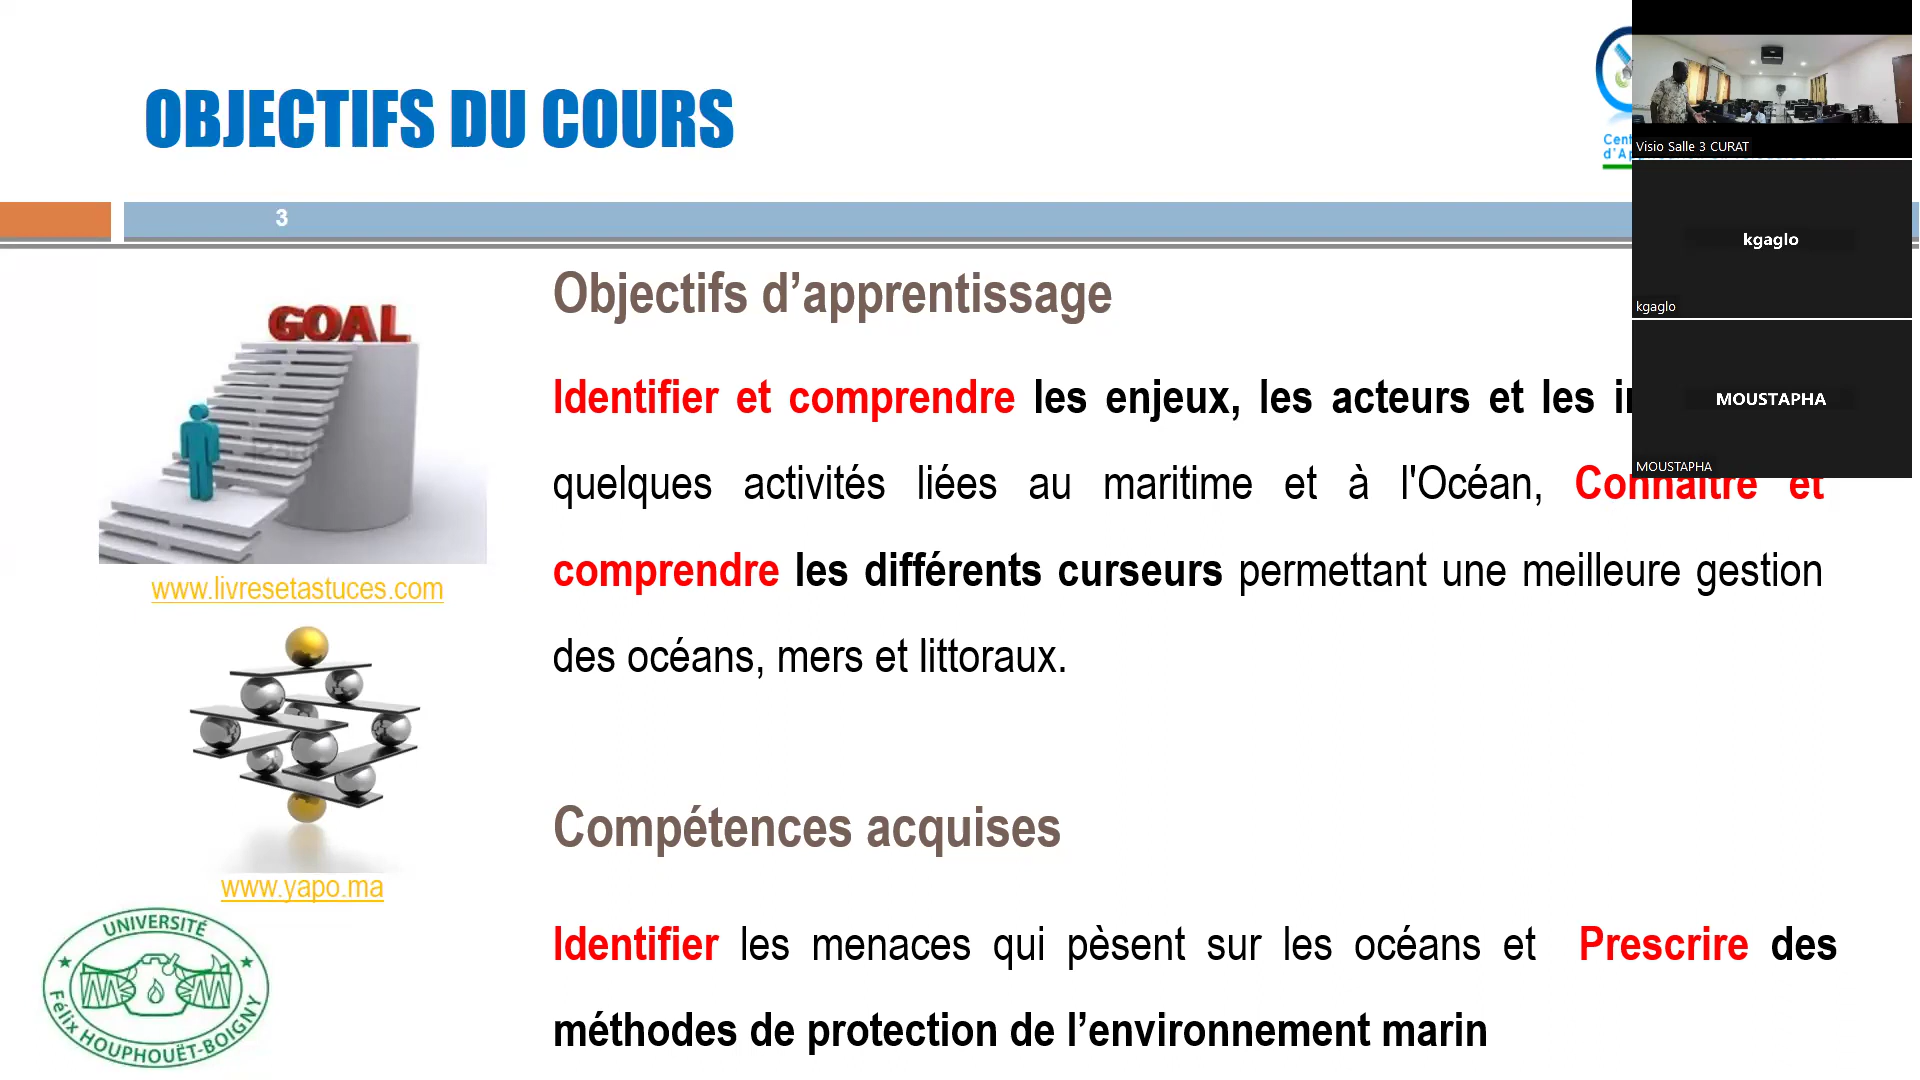 OBJECTIFS DU COURS
3
Visio Salle 3 CURAT
kgaglo
kgaglo
MOUSTAPHA
MOUSTAPHA
GOAL
www.livresetastuces.com
www.yapo.ma
UNIVERSITÉ
Félix HOUPHOUËT-BOIGNY
Objectifs d’apprentissage
Identifier et comprendre les enjeux, les acteurs et les
quelques activités liées au maritime et à l'Océan, Connaître et
comprendre les différents curseurs permettant une meilleure gestion
des océans, mers et littoraux.
Compétences acquises
Identifier les menaces qui pèsent sur les océans et Prescrire des
méthodes de protection de l’environnement marin